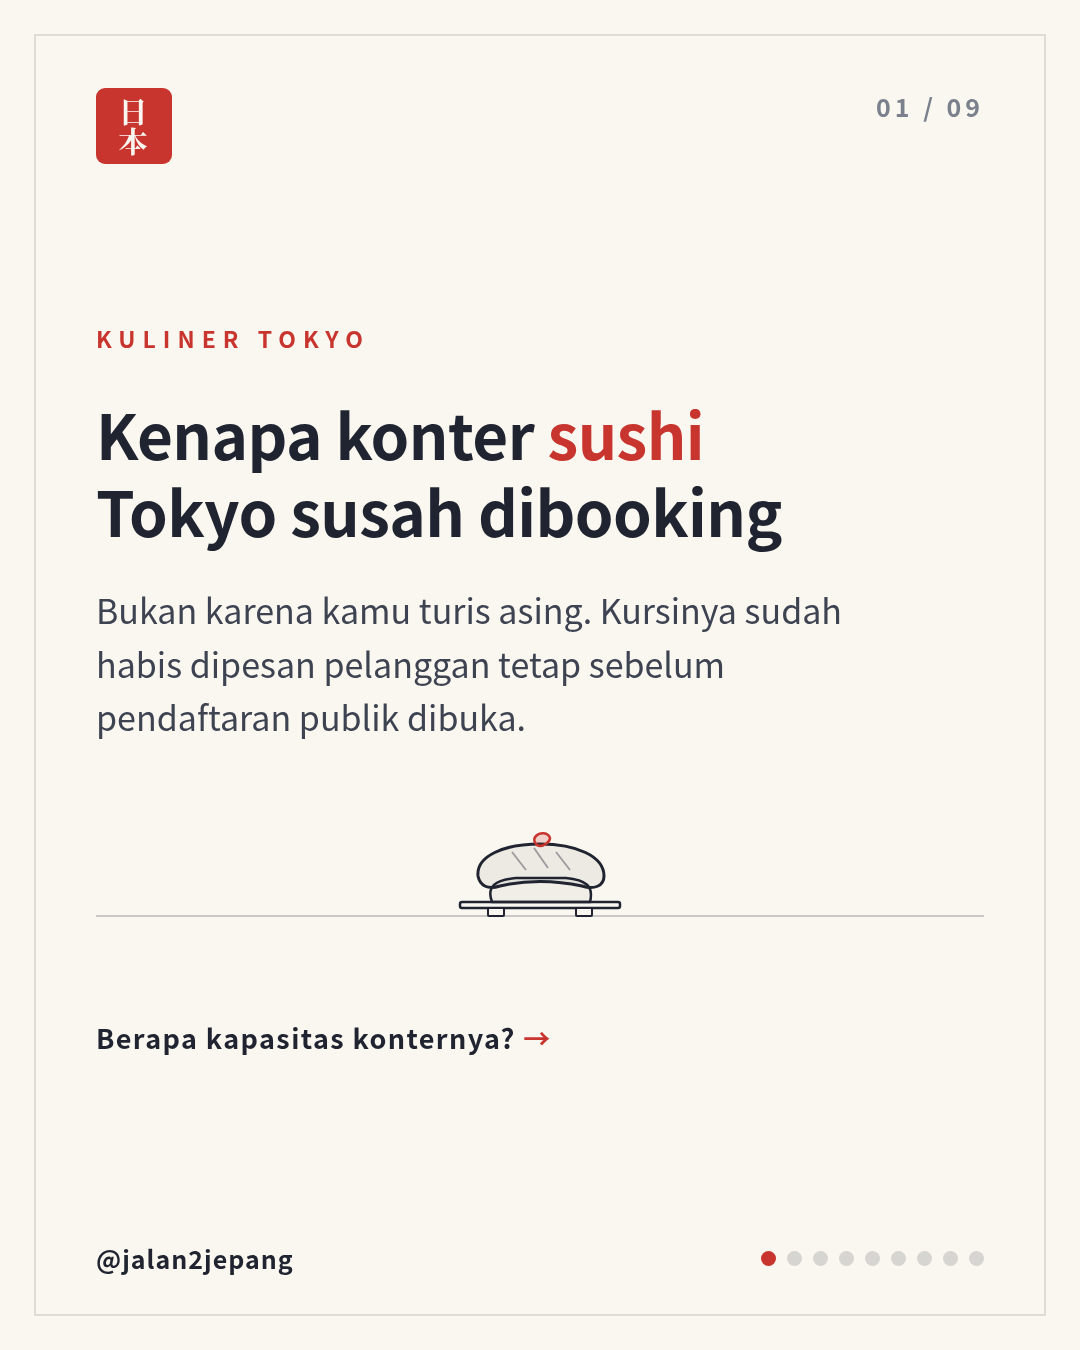 日
本
01 / 09
KULINER TOKYO
Kenapa konter sushi
Tokyo susah dibooking
Bukan karena kamu turis asing. Kursinya sudah
habis dipesan pelanggan tetap sebelum
pendaftaran publik dibuka.
Berapa kapasitas konternya? →
@jalan2jepang